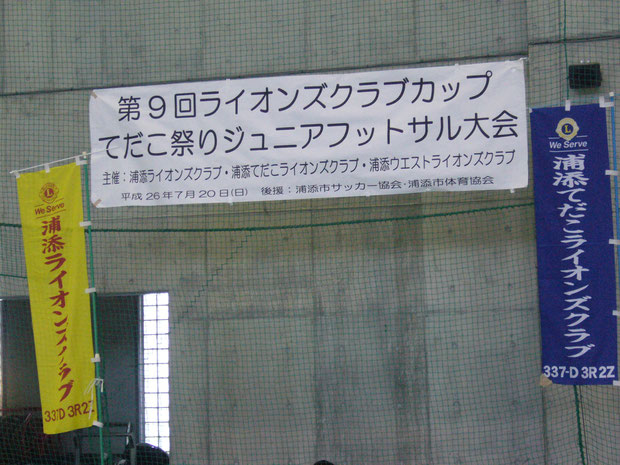 第9回ライオンズクラブカップ
てだこ祭りジュニアフットサル大会
主催：浦添ライオンズクラブ・浦添てだこライオンズクラブ・浦添ウエストライオンズクラブ
平成26年7月20日(日) 後援：浦添市サッカー協会・浦添市体育協会
L
We Serve
浦添ライオンズクラブ
337-D 3R2Z
L
We Serve
浦添てだこライオンズクラブ
337-D 3R2Z